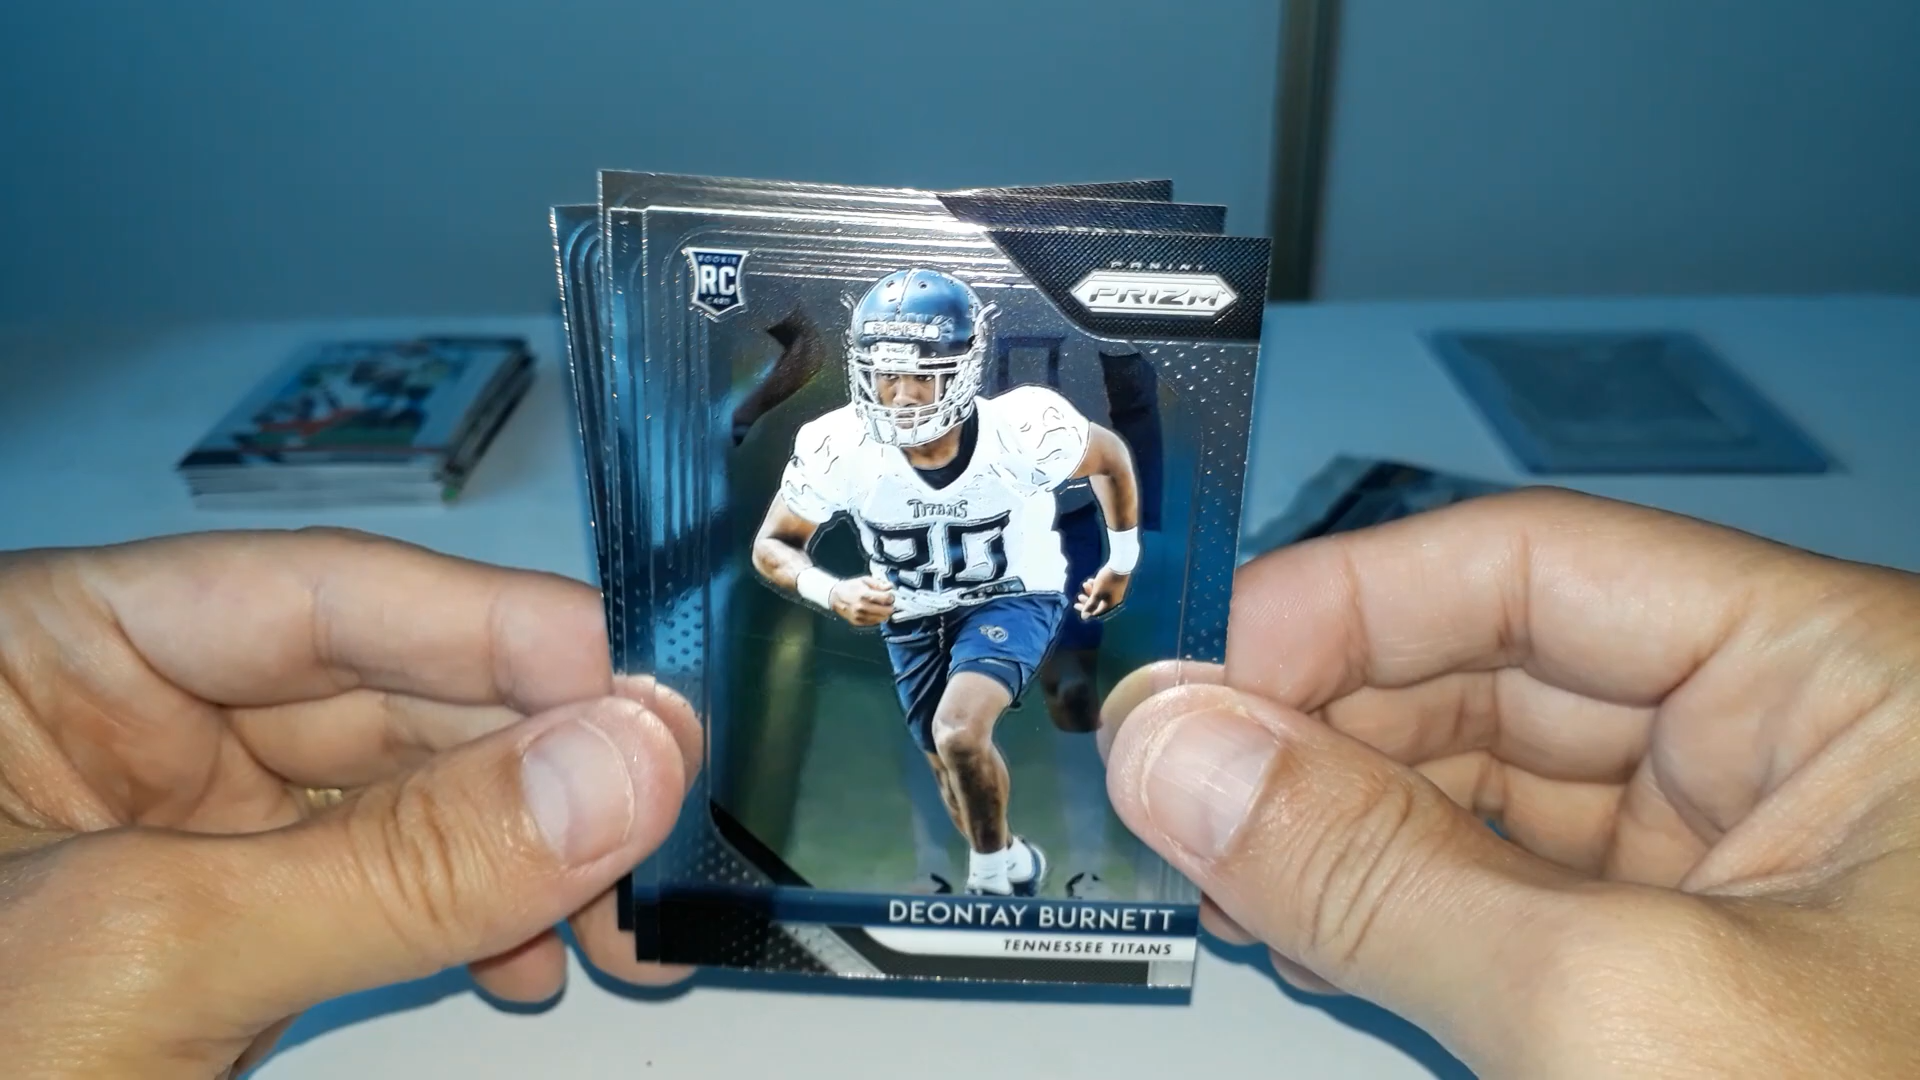 ROOKIE
RC
CARD
PANINI
PRIZM
TITANS
80
DEONTAY BURNETT
TENNESSEE TITANS